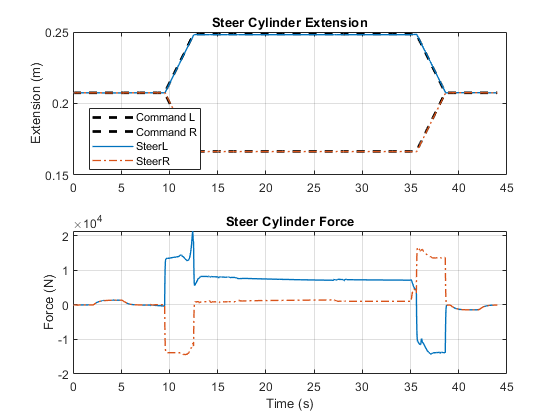 Steer Cylinder Extension
0.25
0.2
0.15
Extension (m)
Command L
Command R
SteerL
SteerR
0 5 10 15 20 25 30 35 40 45
Steer Cylinder Force
×10⁴
2
1
0
-1
-2
Force (N)
0 5 10 15 20 25 30 35 40 45
Time (s)